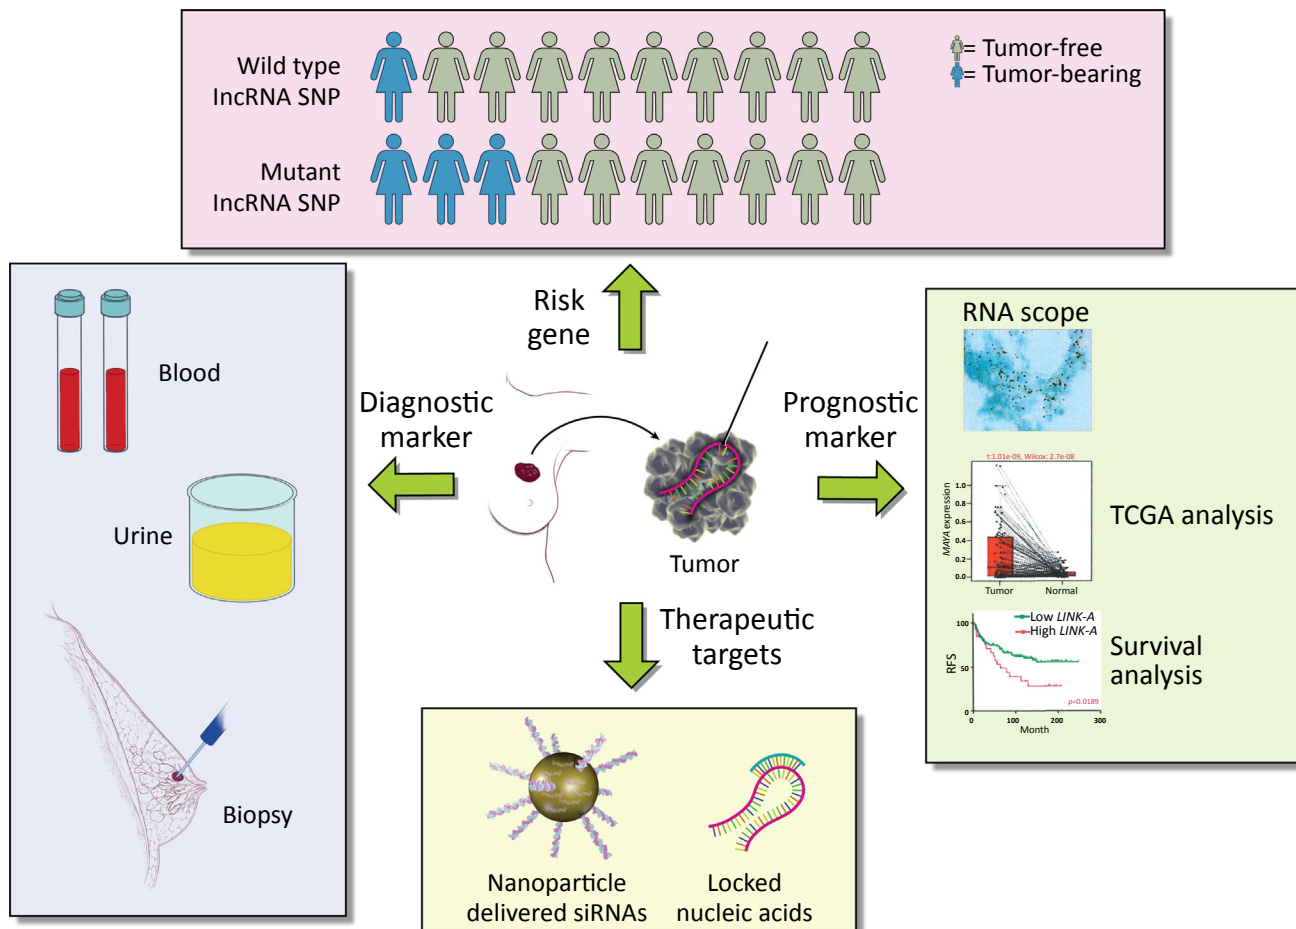 Wild type
lncRNA SNP
= Tumor-free
= Tumor-bearing
Mutant
lncRNA SNP
Risk
gene
Diagnostic
marker
Prognostic
marker
Tumor
Therapeutic
targets
Blood
Urine
Biopsy
RNA scope
t:1.01e-09, Wilcox: 2.7e-08
MAYA expression
1.0
0.8
0.6
0.4
0.2
0.0
Tumor Normal
TCGA analysis
Low LINK-A
High LINK-A
RFS
100
50
0 100 200 300
p=0.0189
Month
Survival
analysis
Nanoparticle
delivered siRNAs
Locked
nucleic acids